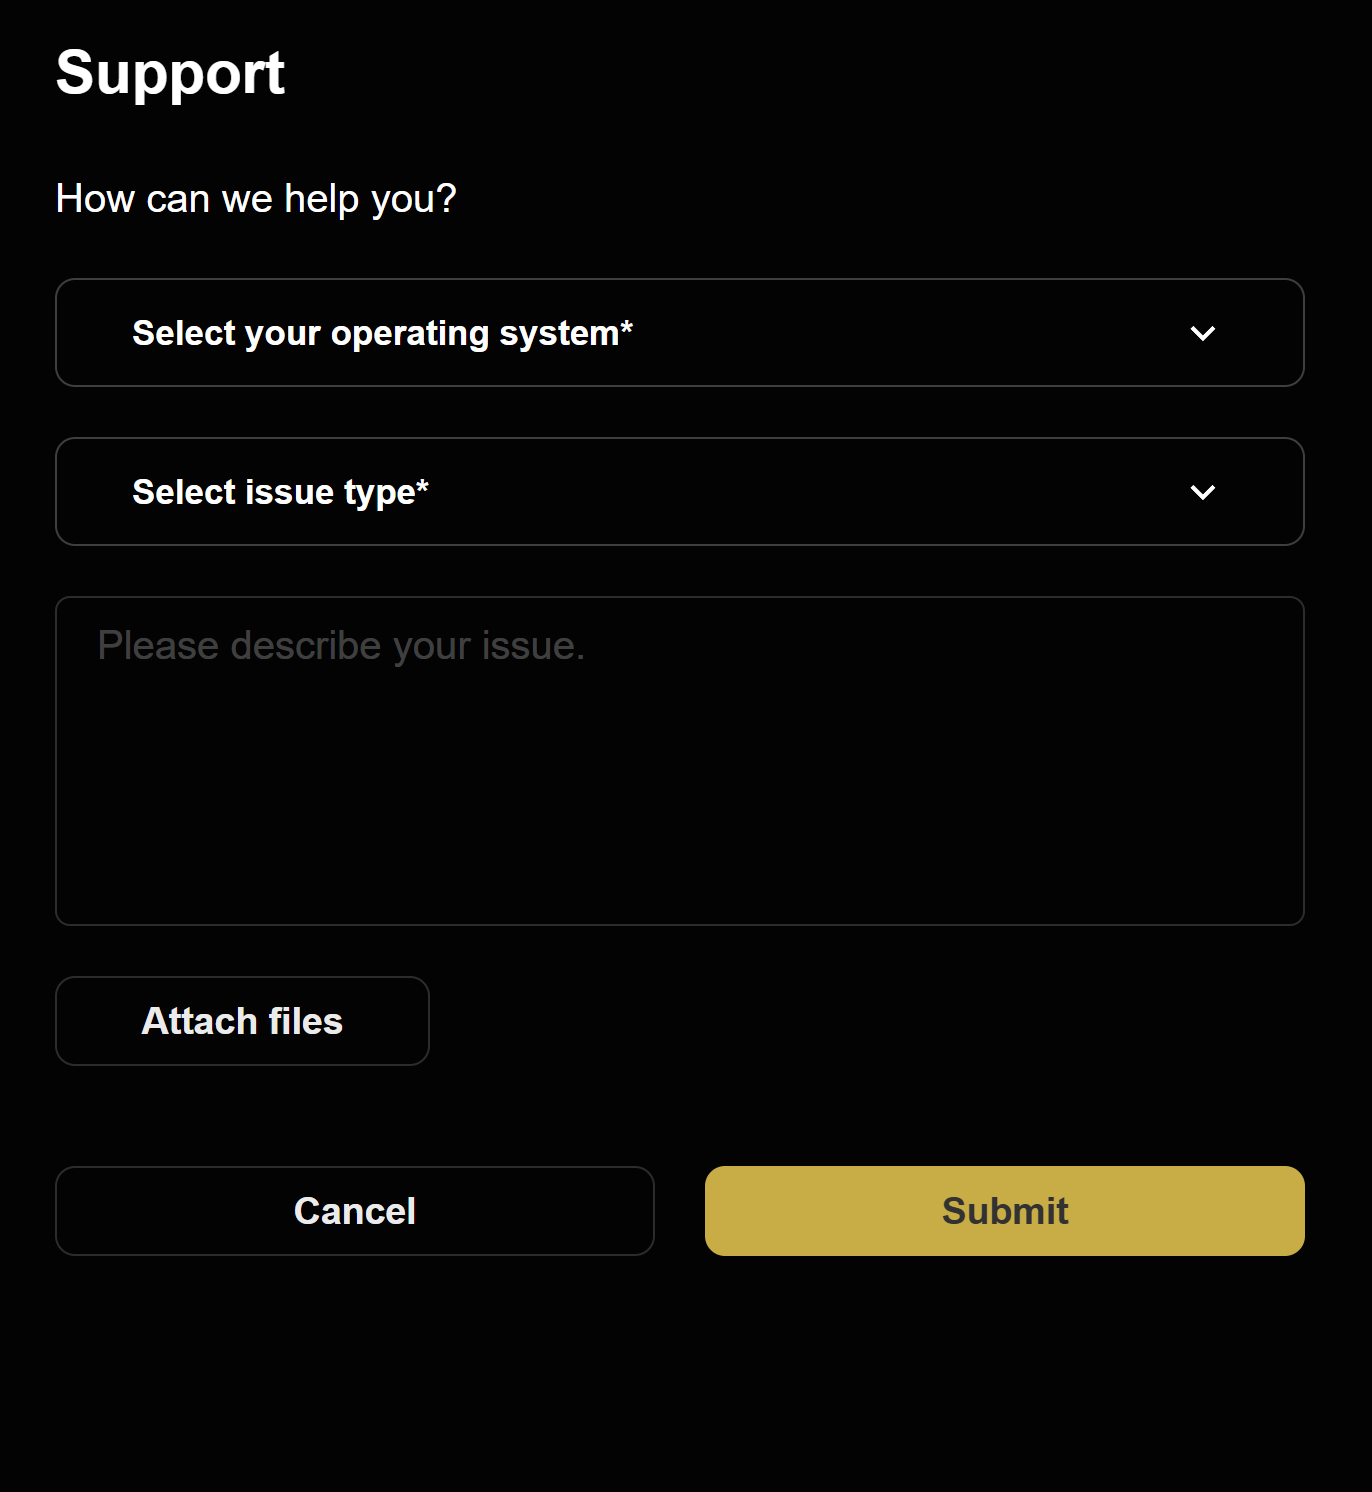 Support
How can we help you?
Select your operating system*
Select issue type*
Please describe your issue.
Attach files
Cancel
Submit